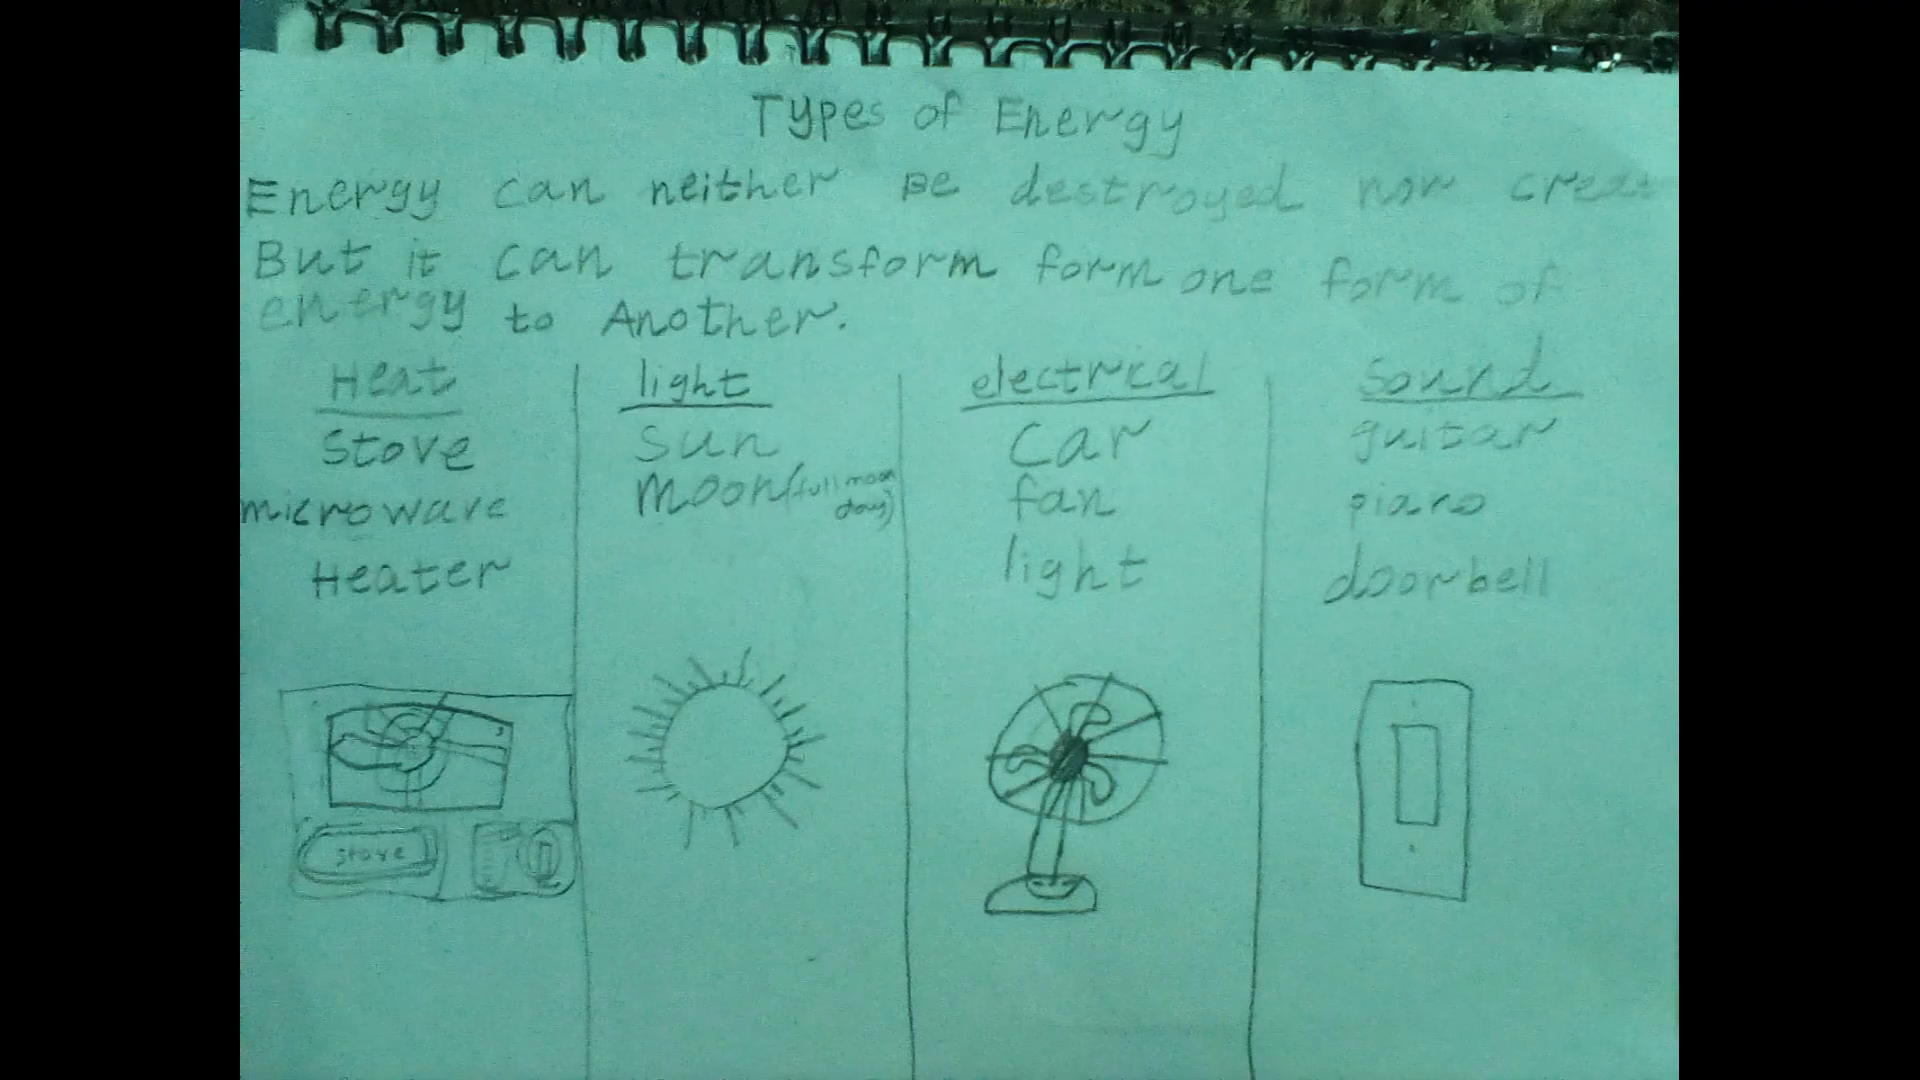 Types of Energy
Energy can neither Be destroyed nor creat
But it can transform form one form of
energy to Another.
Heat light electrical sound
Stove Sun Car guitar
microwave moon (full moon day) fan piano
Heater light doorbell
stove